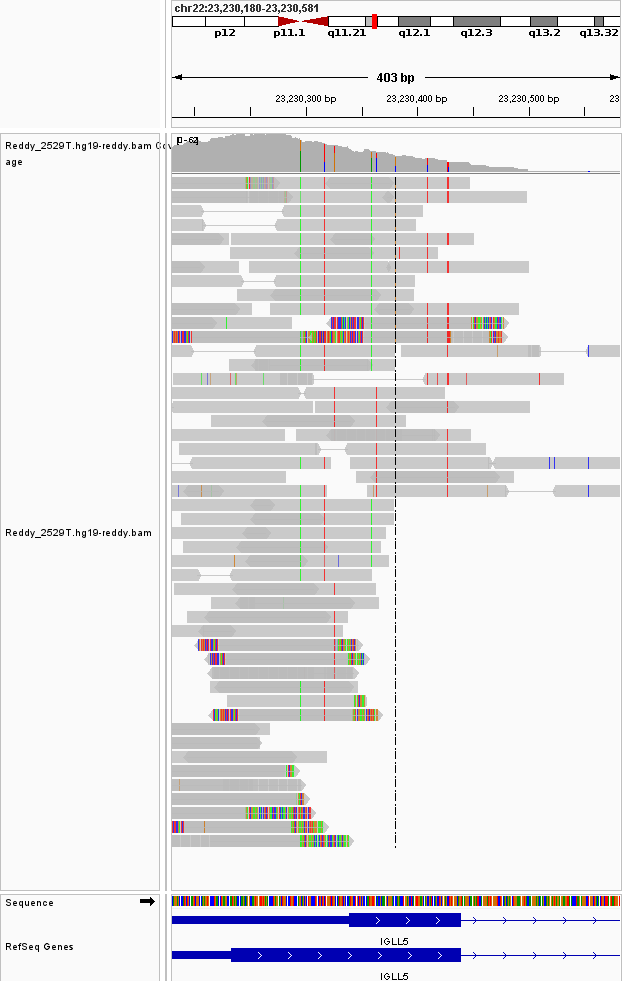 chr22:23,230,180-23,230,581
p12 p11.1 q11.21 q12.1 q12.3 q13.2 q13.32
403 bp
23,230,300 bp 23,230,400 bp 23,230,500 bp 23
Reddy_2529T.hg19-reddy.bam Cov
age
Reddy_2529T.hg19-reddy.bam
Sequence
IGLL5
RefSeq Genes
IGLL5